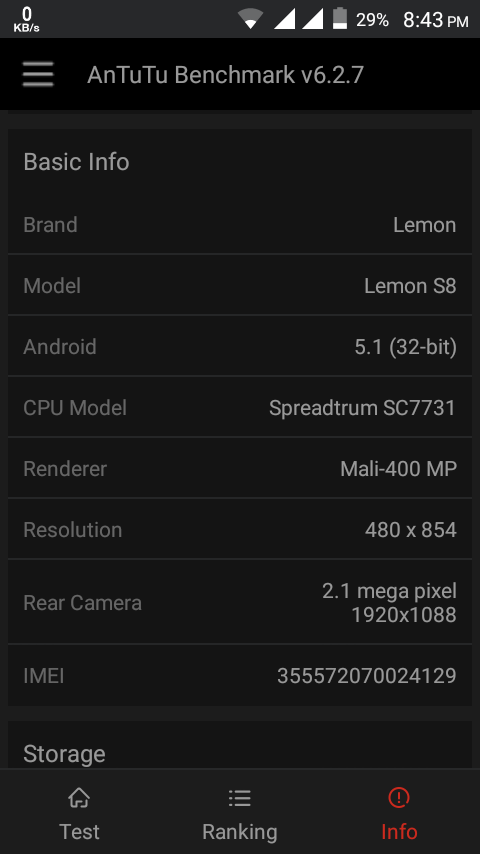 0
KB/s
29%
8:43 PM
AnTuTu Benchmark v6.2.7
Basic Info
Brand Lemon
Model Lemon S8
Android 5.1 (32-bit)
CPU Model Spreadtrum SC7731
Renderer Mali-400 MP
Resolution 480 x 854
Rear Camera 2.1 mega pixel
1920x1088
IMEI 355572070024129
Storage
Test Ranking Info